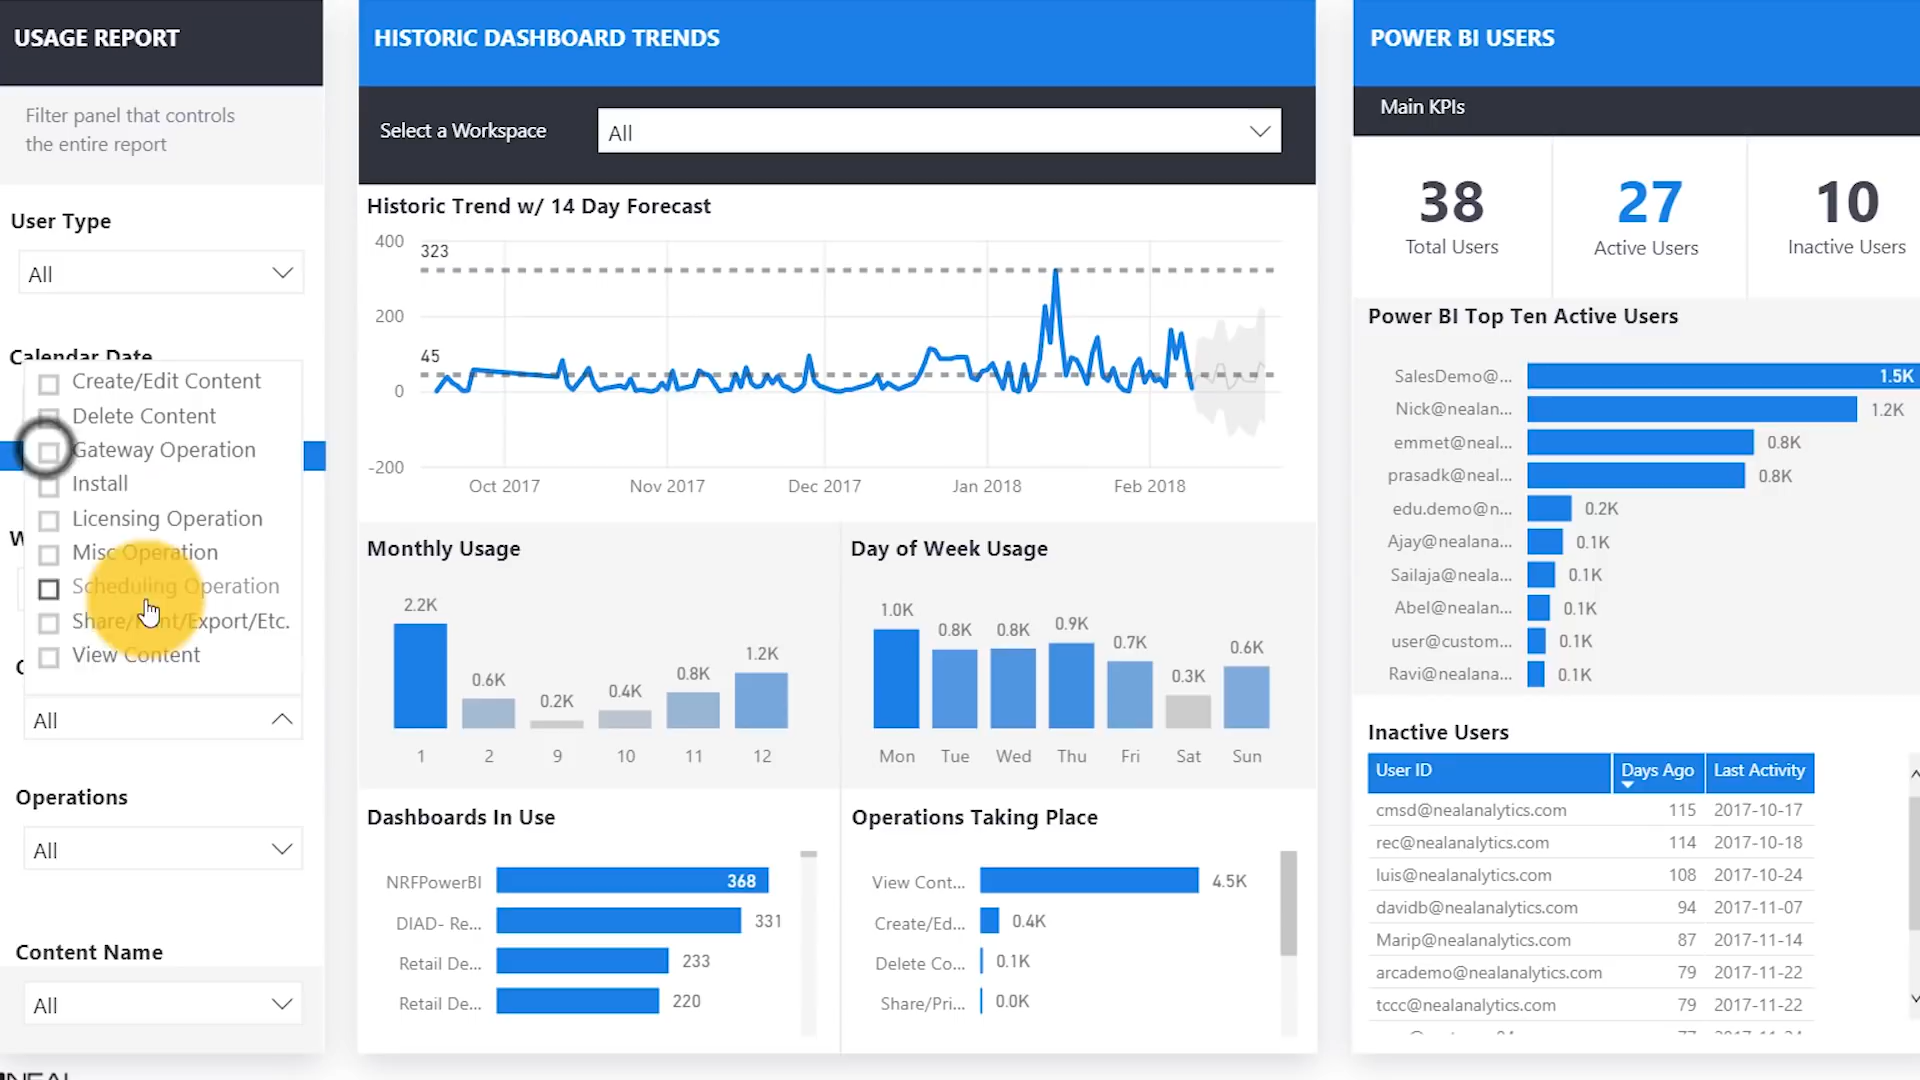 USAGE REPORT
Filter panel that controls
the entire report
User Type
All
Calendar Date
Create/Edit Content
Delete Content
Gateway Operation
Install
Licensing Operation
Misc Operation
Scheduling Operation
Share/Print/Export/Etc.
View Content
All
Operations
All
Content Name
All
HISTORIC DASHBOARD TRENDS
Select a Workspace
All
Historic Trend w/ 14 Day Forecast
400
323
200
45
0
-200
Oct 2017 Nov 2017 Dec 2017 Jan 2018 Feb 2018
Monthly Usage
2.2K 0.6K 0.2K 0.4K 0.8K 1.2K
1 2 9 10 11 12
Day of Week Usage
1.0K 0.8K 0.8K 0.9K 0.7K 0.3K 0.6K
Mon Tue Wed Thu Fri Sat Sun
Dashboards In Use
NRFPowerBI 368
DIAD- Re... 331
Retail De... 233
Retail De... 220
Operations Taking Place
View Cont... 4.5K
Create/Ed... 0.4K
Delete Co... 0.1K
Share/Pri... 0.0K
POWER BI USERS
Main KPIs
38 27 10
Total Users Active Users Inactive Users
Power BI Top Ten Active Users
SalesDemo@... 1.5K
Nick@nealan... 1.2K
emmet@neal... 0.8K
prasadk@neal... 0.8K
edu.demo@n... 0.2K
Ajay@nealana... 0.1K
Sailaja@neala... 0.1K
Abel@nealan... 0.1K
user@custom... 0.1K
Ravi@nealana... 0.1K
Inactive Users
User ID Days Ago Last Activity
cmsd@nealanalytics.com 115 2017-10-17
rec@nealanalytics.com 114 2017-10-18
luis@nealanalytics.com 108 2017-10-24
davidb@nealanalytics.com 94 2017-11-07
Marip@nealanalytics.com 87 2017-11-14
arcademo@nealanalytics.com 79 2017-11-22
tccc@nealanalytics.com 79 2017-11-22